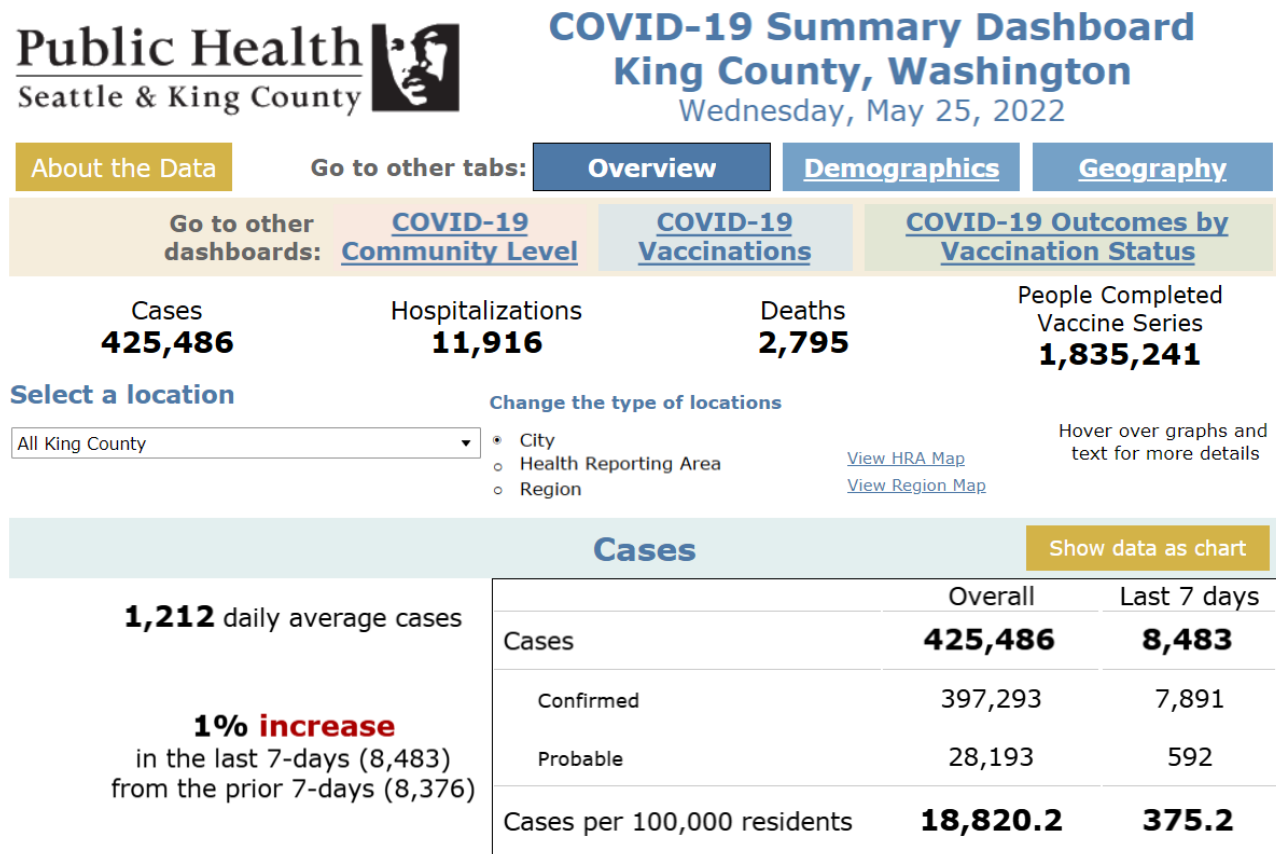 Public Health
Seattle & King County
COVID-19 Summary Dashboard
King County, Washington
Wednesday, May 25, 2022
About the Data
Go to other tabs:
Overview
Demographics
Geography
Go to other
dashboards:
COVID-19
Community Level
COVID-19
Vaccinations
COVID-19 Outcomes by
Vaccination Status
Cases
425,486
Hospitalizations
11,916
Deaths
2,795
People Completed
Vaccine Series
1,835,241
Select a location
All King County
Change the type of locations
City
Health Reporting Area
Region
View HRA Map
View Region Map
Hover over graphs and
text for more details
Cases
Show data as chart
1,212 daily average cases
1% increase
in the last 7-days (8,483)
from the prior 7-days (8,376)
Overall Last 7 days
Cases 425,486 8,483
Confirmed 397,293 7,891
Probable 28,193 592
Cases per 100,000 residents 18,820.2 375.2